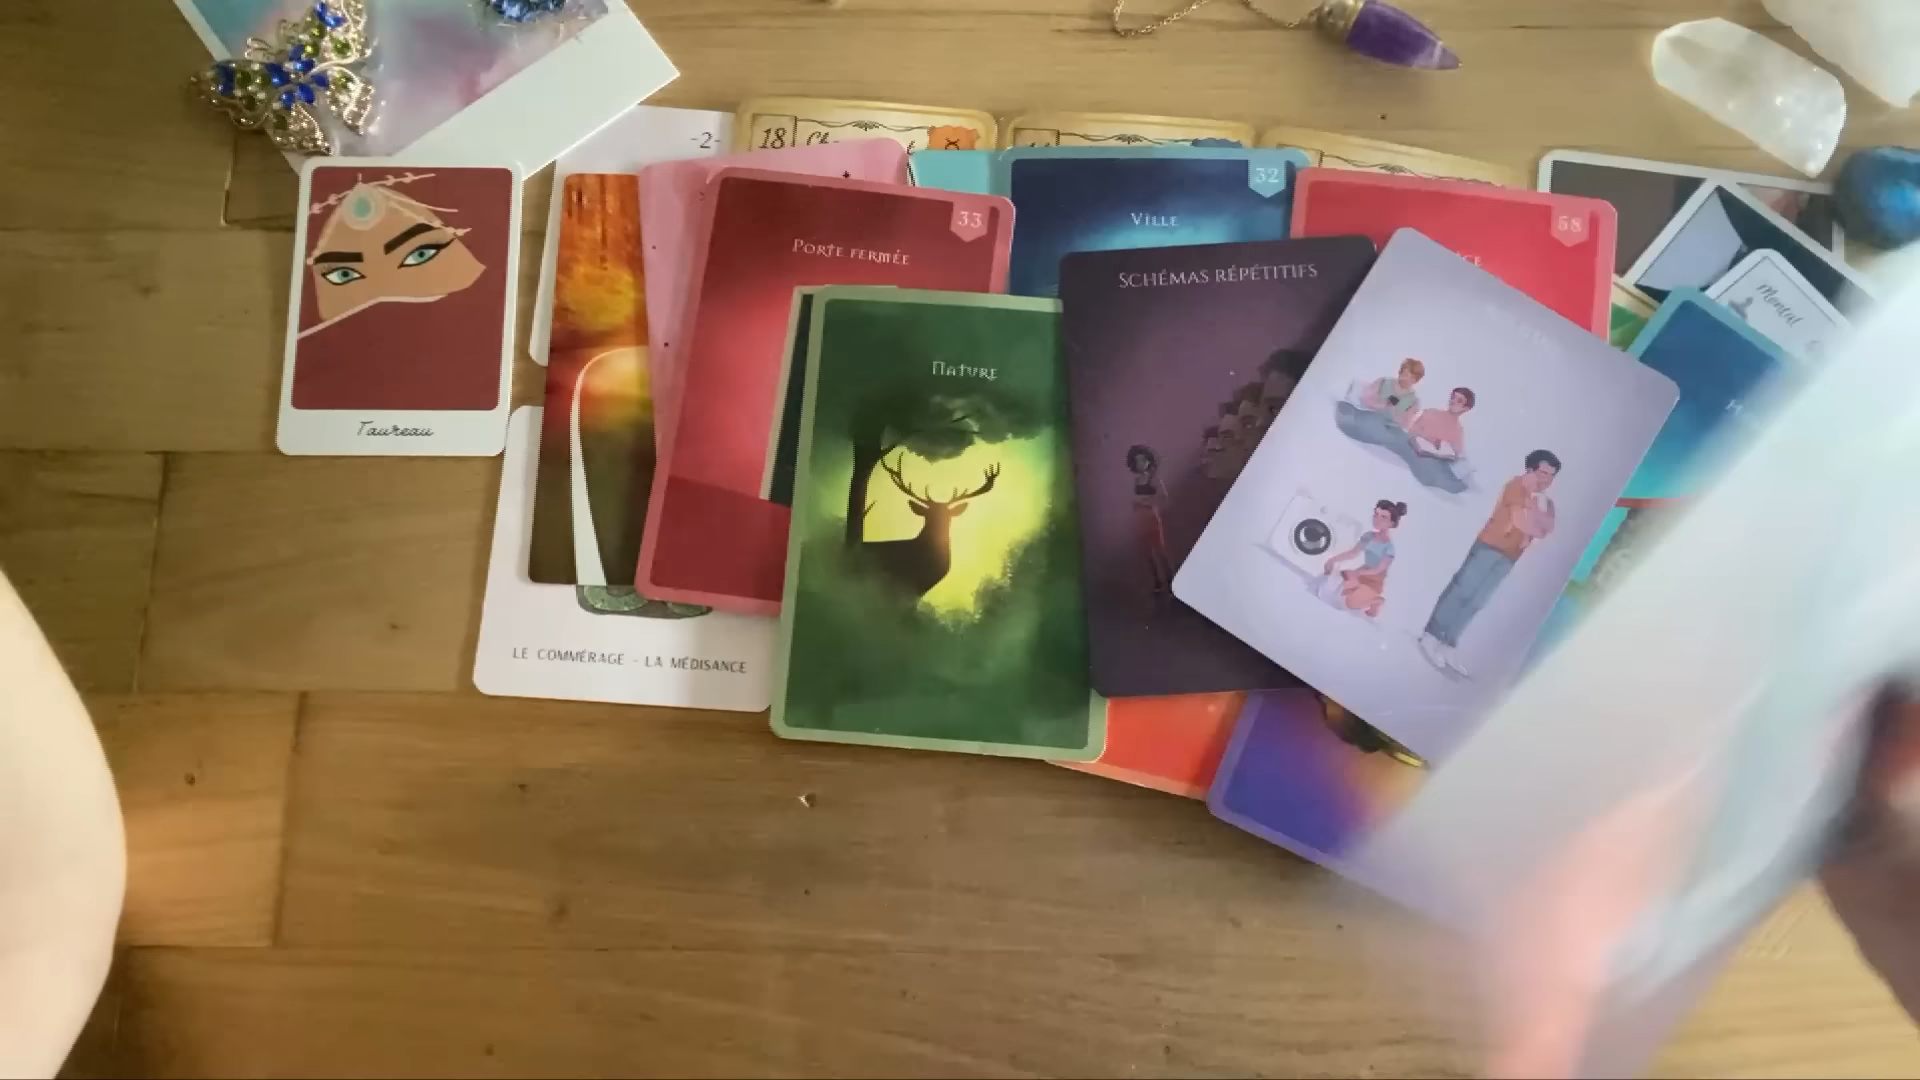 -2-
18
32
VILLE
33
PORTE FERMÉE
58
SCHÉMAS RÉPÉTITIFS
Mental
NATURE
Taureau
LE COMMÉRAGE - LA MÉDISANCE